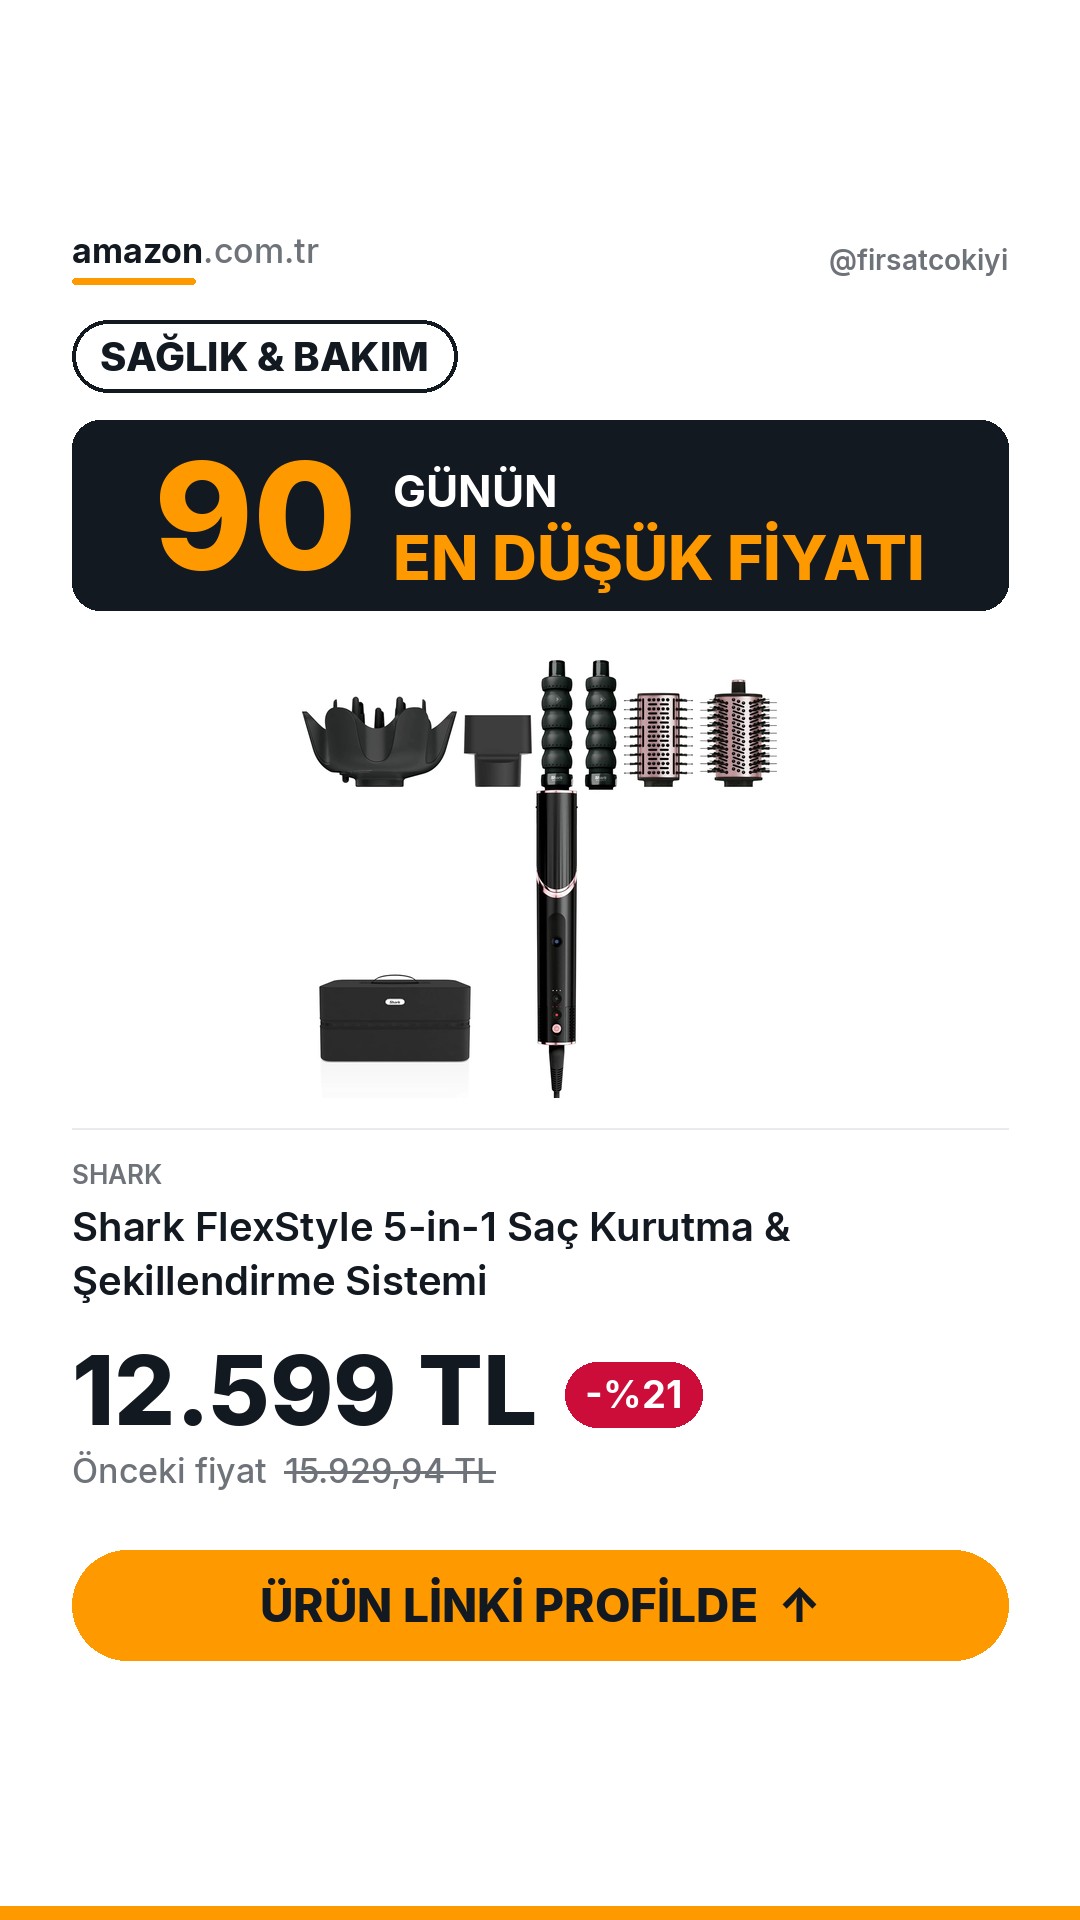 amazon.com.tr
@firsatcokiyi
SAĞLIK & BAKIM
90
GÜNÜN
EN DÜŞÜK FİYATI
SHARK
Shark FlexStyle 5-in-1 Saç Kurutma &
Şekillendirme Sistemi
12.599 TL
-%21
Önceki fiyat 15.929,94 TL
ÜRÜN LİNKİ PROFİLDE ↑